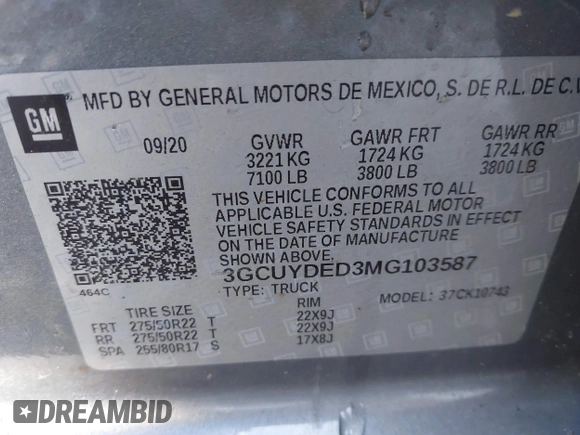 GM
MFD BY GENERAL MOTORS DE MEXICO, S. DE R.L. DE C.V
09/20 GVWR GAWR FRT GAWR RR
3221 KG 1724 KG 1724 KG
7100 LB 3800 LB 3800 LB
THIS VEHICLE CONFORMS TO ALL
APPLICABLE U.S. FEDERAL MOTOR
VEHICLE SAFETY STANDARDS IN EFFECT
ON THE DATE OF MANUFACTURE
SHOWN ABOVE.
3GCUYDED3MG103587
464C TYPE: TRUCK MODEL: 37CK10743
TIRE SIZE RIM
FRT 275/50R22 T 22X9J
RR 275/50R22 T 22X9J
SPA 255/80R17 S 17X8J
DREAMBID